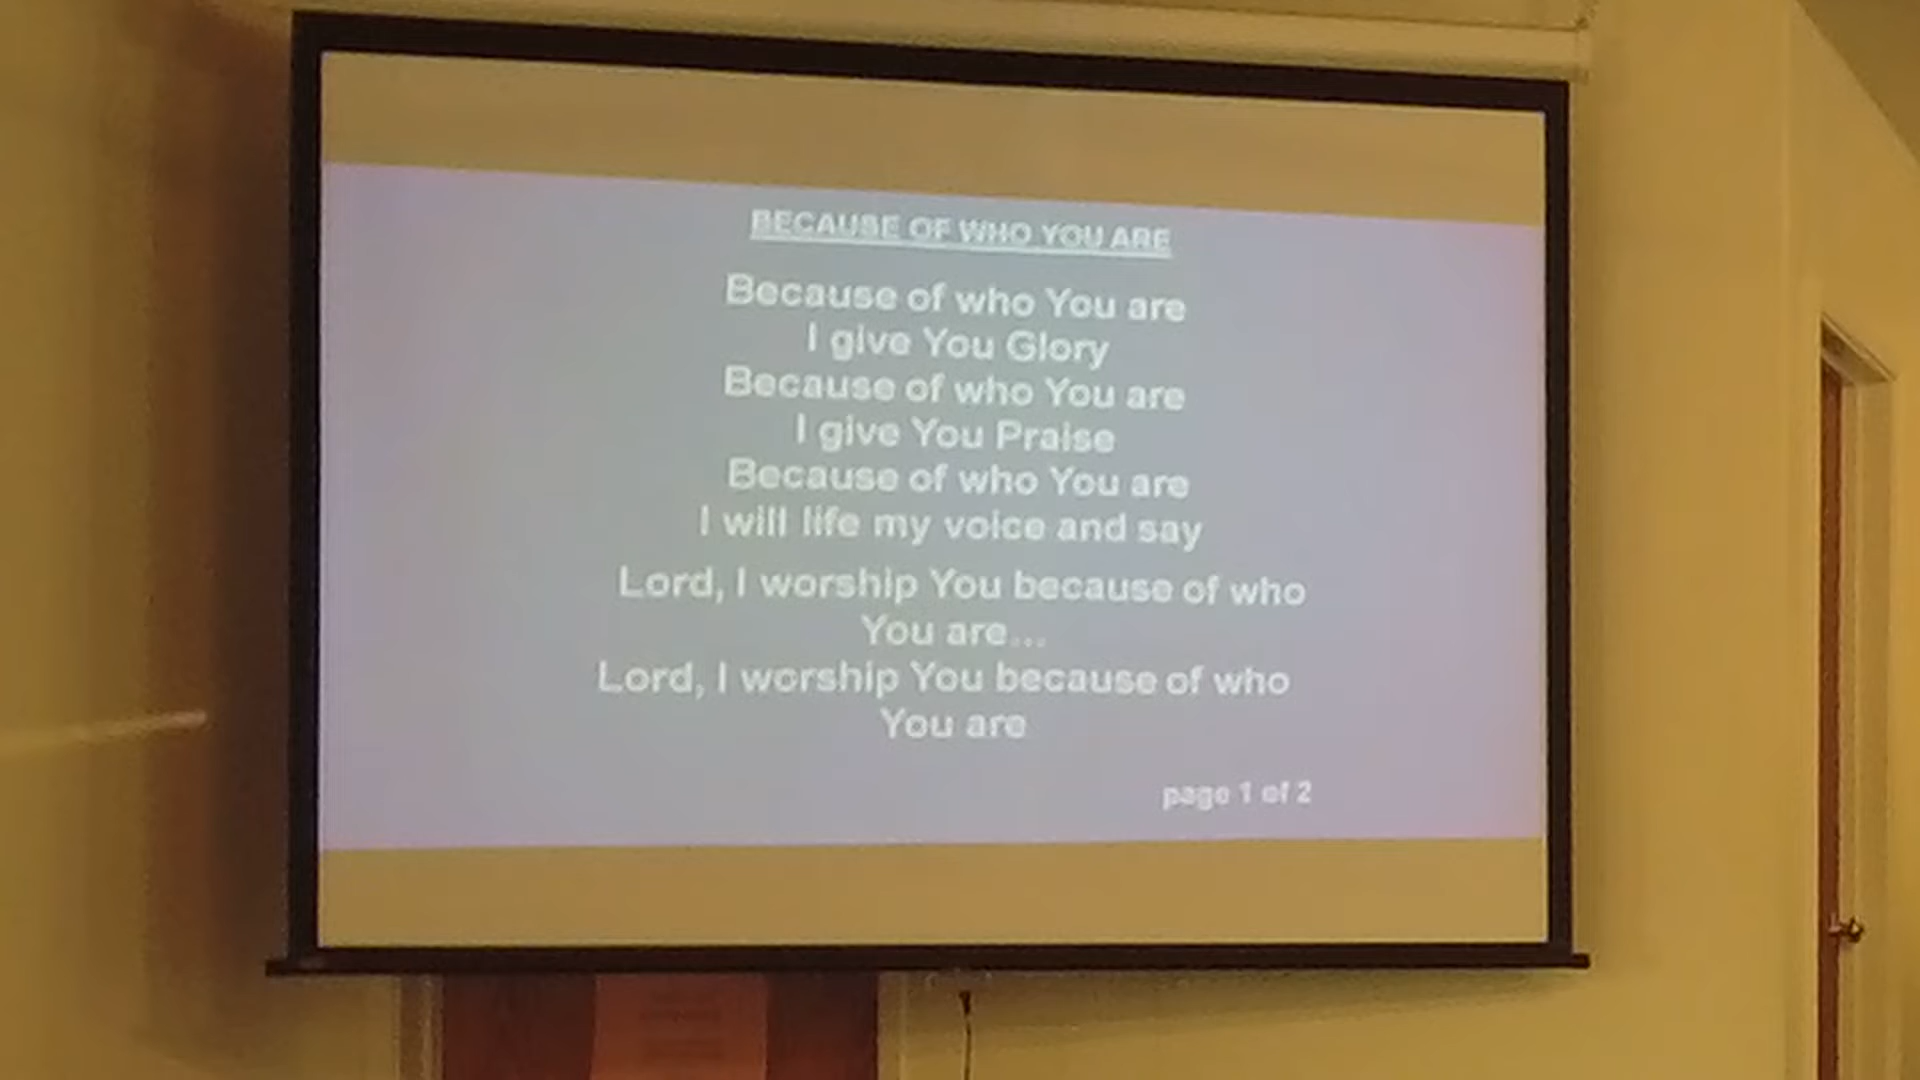 BECAUSE OF WHO YOU ARE
Because of who You are
I give You Glory
Because of who You are
I give You Praise
Because of who You are
I will life my voice and say
Lord, I worship You because of who
You are...
Lord, I worship You because of who
You are
page 1 of 2